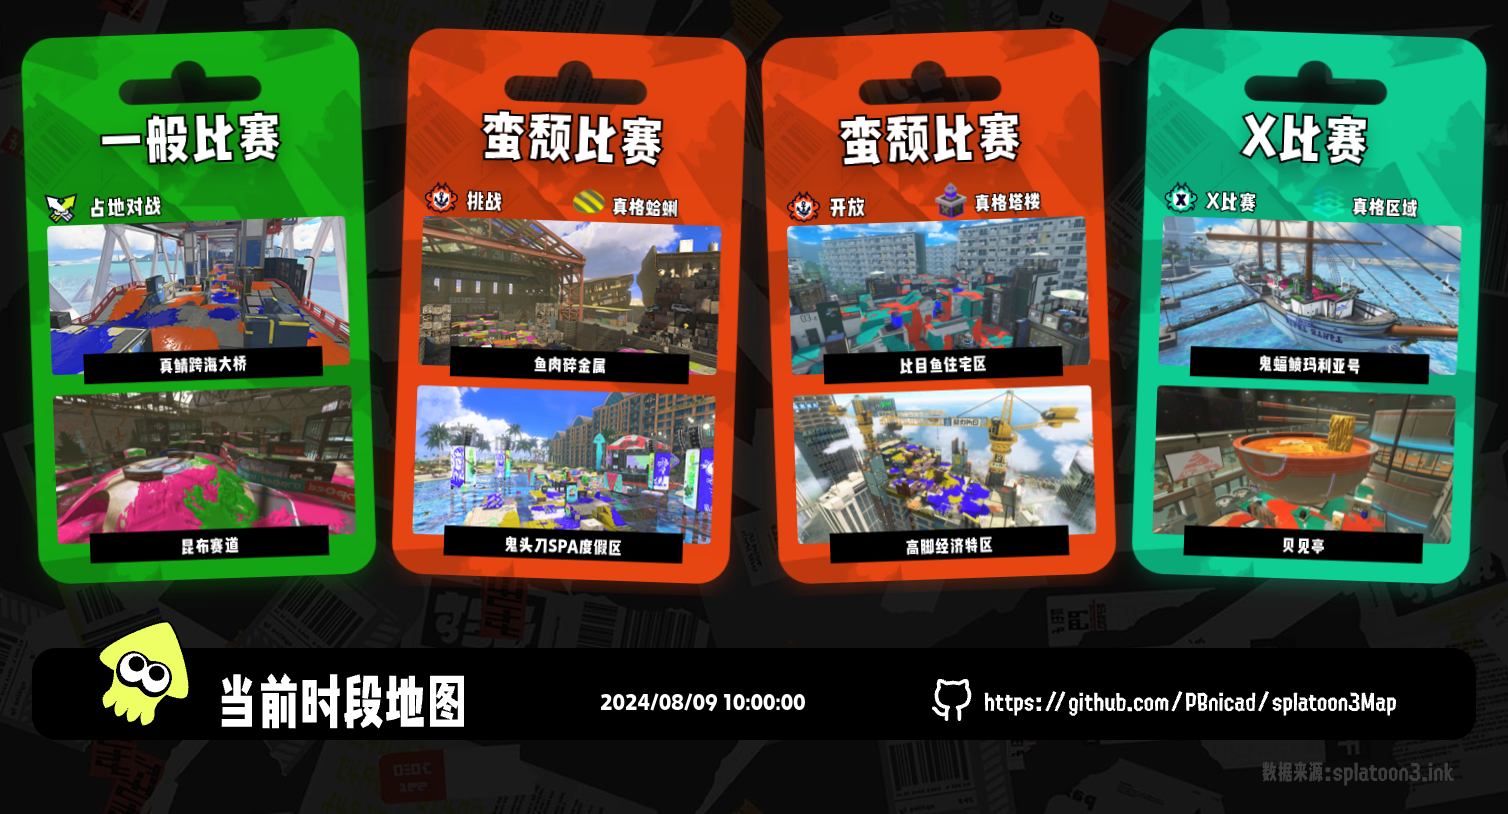 一般比赛
占地对战
真鲷跨海大桥
昆布赛道
蛮颓比赛
挑战
真格蛤蜊
鱼肉碎金属
鬼头刀SPA度假区
蛮颓比赛
开放
真格塔楼
比目鱼住宅区
高脚经济特区
X比赛
X比赛
真格区域
鬼蝠鲼玛利亚号
贝见亭
当前时段地图
2024/08/09 10:00:00
https://github.com/PBnicad/splatoon3Map
数据来源:splatoon3.ink